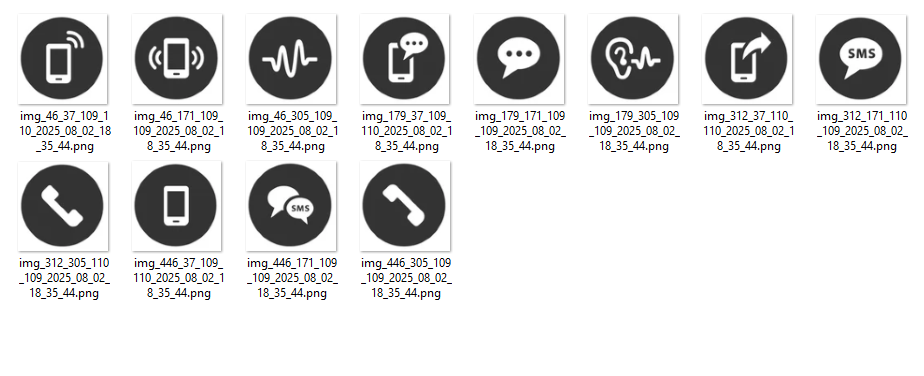 SMS
img_46_37_109_1
10_2025_08_02_18
_35_44.png
img_46_171_109_
109_2025_08_02_1
8_35_44.png
img_46_305_109_
109_2025_08_02_1
8_35_44.png
img_179_37_109_
110_2025_08_02_1
8_35_44.png
img_179_171_109
_109_2025_08_02_
18_35_44.png
img_179_305_109
_109_2025_08_02_
18_35_44.png
img_312_37_110_
110_2025_08_02_1
8_35_44.png
img_312_171_110
_109_2025_08_02_
18_35_44.png
SMS
img_312_305_110
_109_2025_08_02_
18_35_44.png
img_446_37_109_
110_2025_08_02_1
8_35_44.png
img_446_171_109
_109_2025_08_02_
18_35_44.png
img_446_305_109
_109_2025_08_02_
18_35_44.png